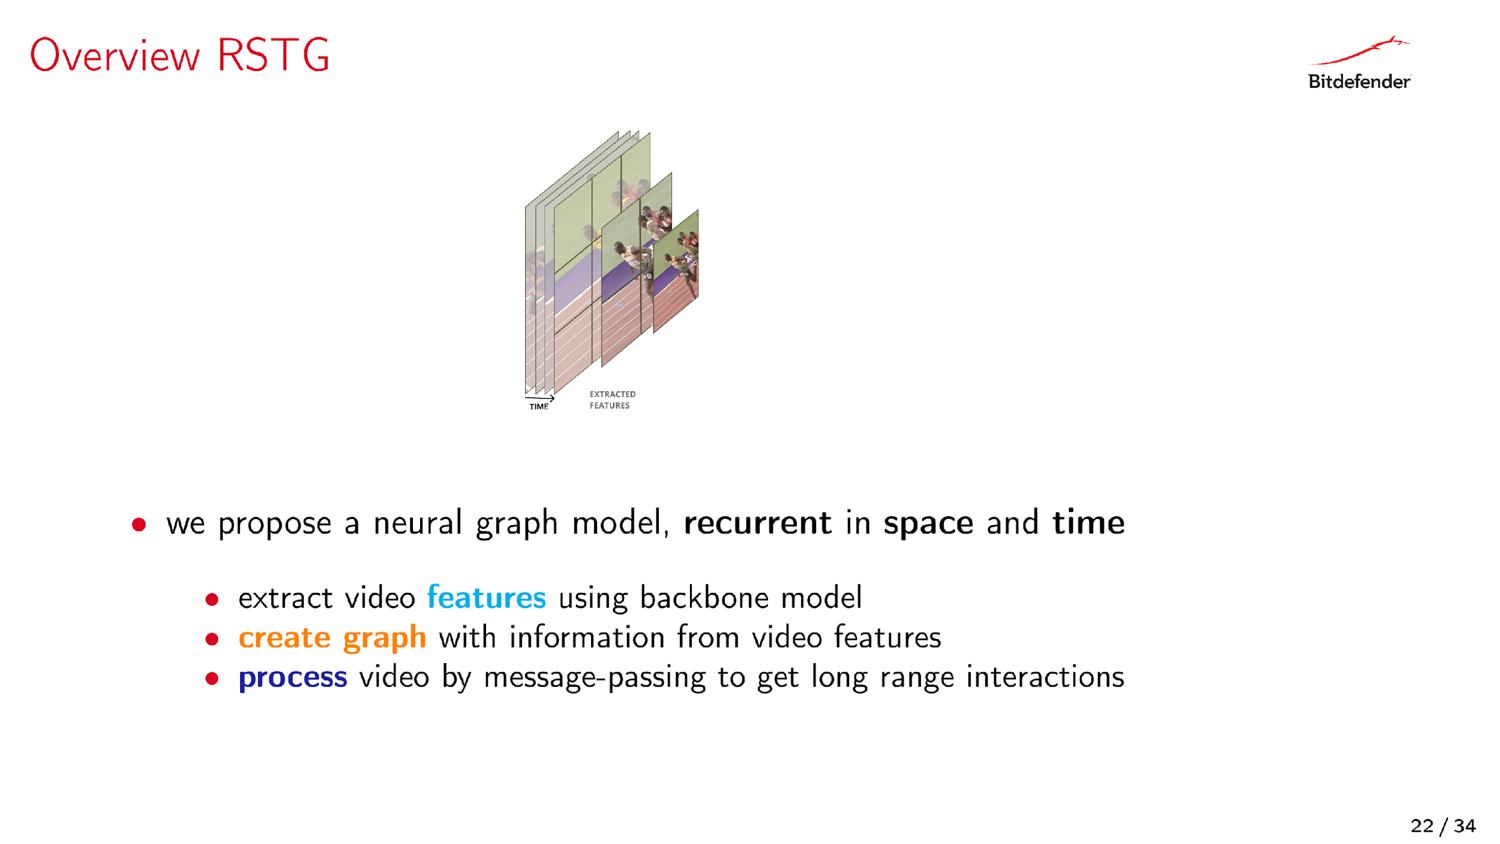 Overview RSTG
Bitdefender
TIME
EXTRACTED
FEATURES
• we propose a neural graph model, recurrent in space and time
• extract video features using backbone model
• create graph with information from video features
• process video by message-passing to get long range interactions
22 / 34